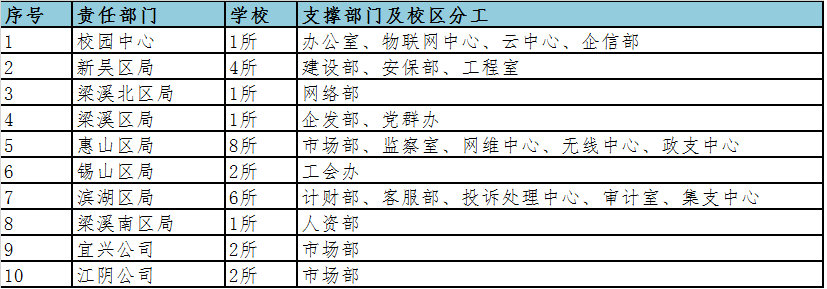 序号 责任部门 学校 支撑部门及校区分工
1 校园中心 1所 办公室、物联网中心、云中心、企信部
2 新吴区局 4所 建设部、安保部、工程室
3 梁溪北区局 1所 网络部
4 梁溪区局 1所 企发部、党群办
5 惠山区局 8所 市场部、监察室、网维中心、无线中心、政支中心
6 锡山区局 2所 工会办
7 滨湖区局 6所 计财部、客服部、投诉处理中心、审计室、集支中心
8 梁溪南区局 1所 人资部
9 宜兴公司 2所 市场部
10 江阴公司 2所 市场部